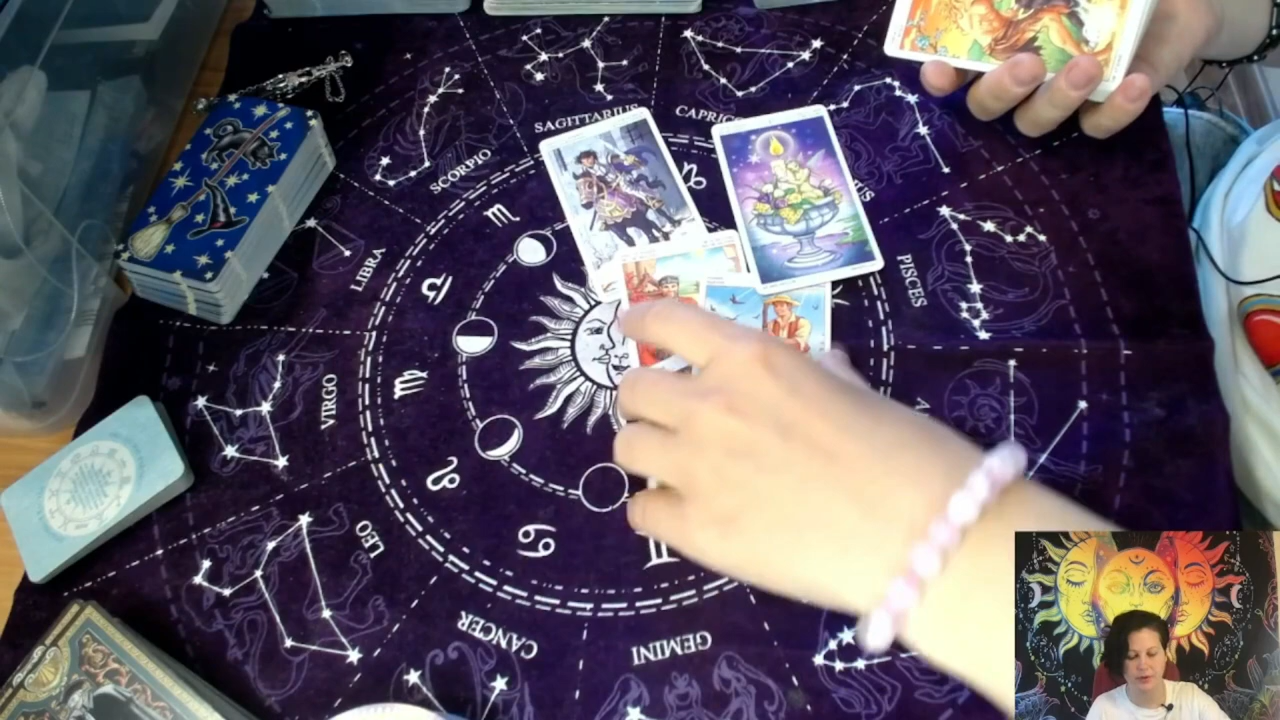 SAGITTARIUS
CAPRIC
SCORPIO
LIBRA
PISCES
VIRGO
LEO
CANCER
GEMINI